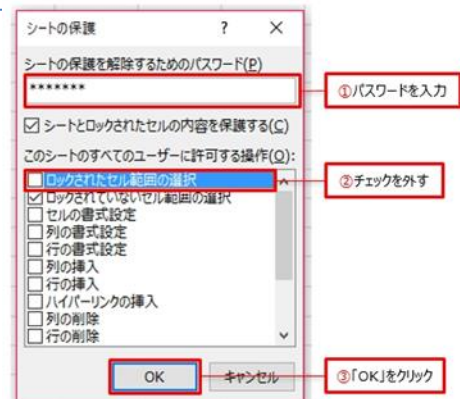 シートの保護 ? ×
シートの保護を解除するためのパスワード(P)
*******
①パスワードを入力
シートとロックされたセルの内容を保護する(C)
このシートのすべてのユーザーに許可する操作(O):
ロックされたセル範囲の選択
②チェックを外す
ロックされていないセル範囲の選択
セルの書式設定
列の書式設定
行の書式設定
列の挿入
行の挿入
ハイパーリンクの挿入
列の削除
行の削除
OK キャンセル
③「OK」をクリック